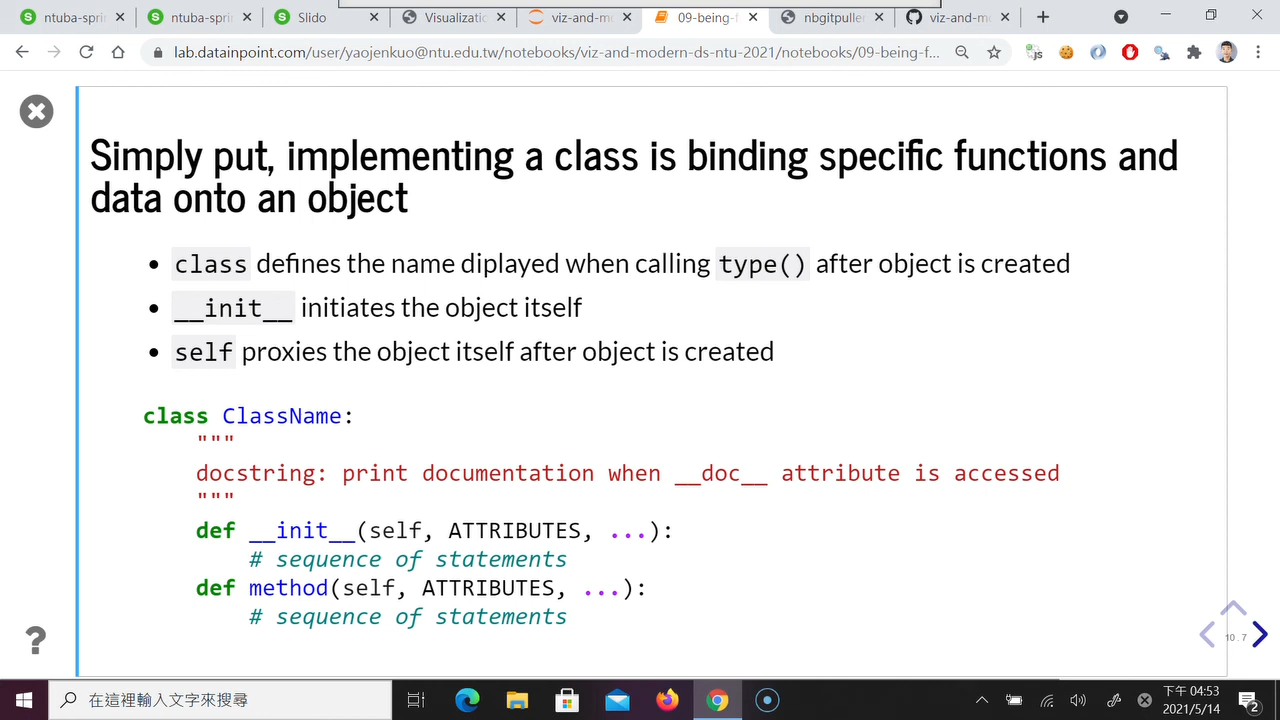 ntuba-spri
ntuba-spri
Slido
Visualizatio
viz-and-mo
09-being-f
nbgitpuller
viz-and-mo
lab.datainpoint.com/user/yaojenkuo@ntu.edu.tw/notebooks/viz-and-modern-ds-ntu-2021/notebooks/09-being-f...
JS
Simply put, implementing a class is binding specific functions and
data onto an object
class defines the name diplayed when calling type() after object is created
__init__ initiates the object itself
self proxies the object itself after object is created
class ClassName:
"""
docstring: print documentation when __doc__ attribute is accessed
"""
def __init__(self, ATTRIBUTES, ...):
# sequence of statements
def method(self, ATTRIBUTES, ...):
# sequence of statements
?
10.7
在這裡輸入文字來搜尋
下午 04:53
2021/5/14
2